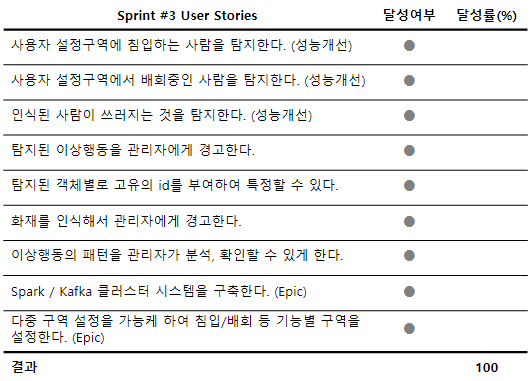 Sprint #3 User Stories 달성여부 달성률(%)
사용자 설정구역에 침입하는 사람을 탐지한다. (성능개선) ●
사용자 설정구역에서 배회중인 사람을 탐지한다. (성능개선) ●
인식된 사람이 쓰러지는 것을 탐지한다. (성능개선) ●
탐지된 이상행동을 관리자에게 경고한다. ●
탐지된 객체별로 고유의 id를 부여하여 특정할 수 있다. ●
화재를 인식해서 관리자에게 경고한다. ●
이상행동의 패턴을 관리자가 분석, 확인할 수 있게 한다. ●
Spark / Kafka 클러스터 시스템을 구축한다. (Epic) ●
다중 구역 설정을 가능케 하여 침입/배회 등 기능별 구역을 ●
설정한다. (Epic)
결과 100